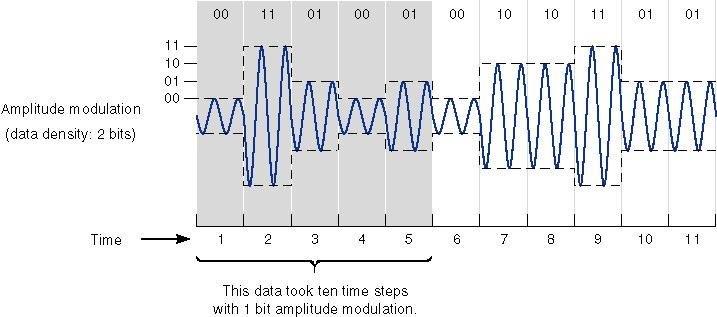 00 11 01 00 01 00 10 10 11 01 01
11
10
01
00
Amplitude modulation
(data density: 2 bits)
Time 1 2 3 4 5 6 7 8 9 10 11
This data took ten time steps
with 1 bit amplitude modulation.